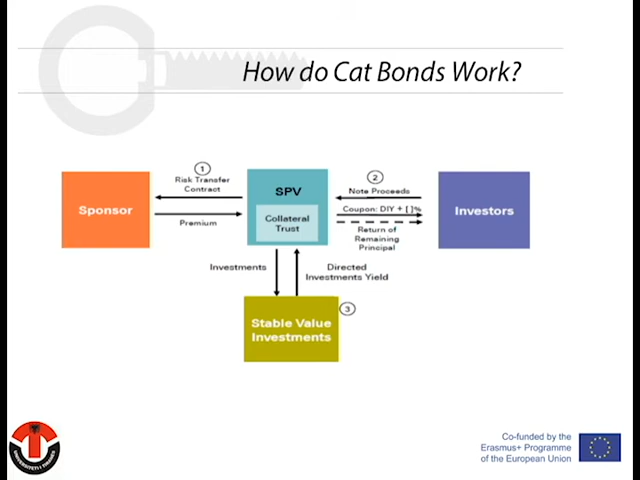 How do Cat Bonds Work?
1
Risk Transfer
Contract
Sponsor
Premium
SPV
Collateral
Trust
2
Note Proceeds
Coupon: DIY + [ ]%
Return of
Remaining
Principal
Investors
Investments
Directed
Investments Yield
Stable Value
Investments
3
Co-funded by the
Erasmus+ Programme
of the European Union